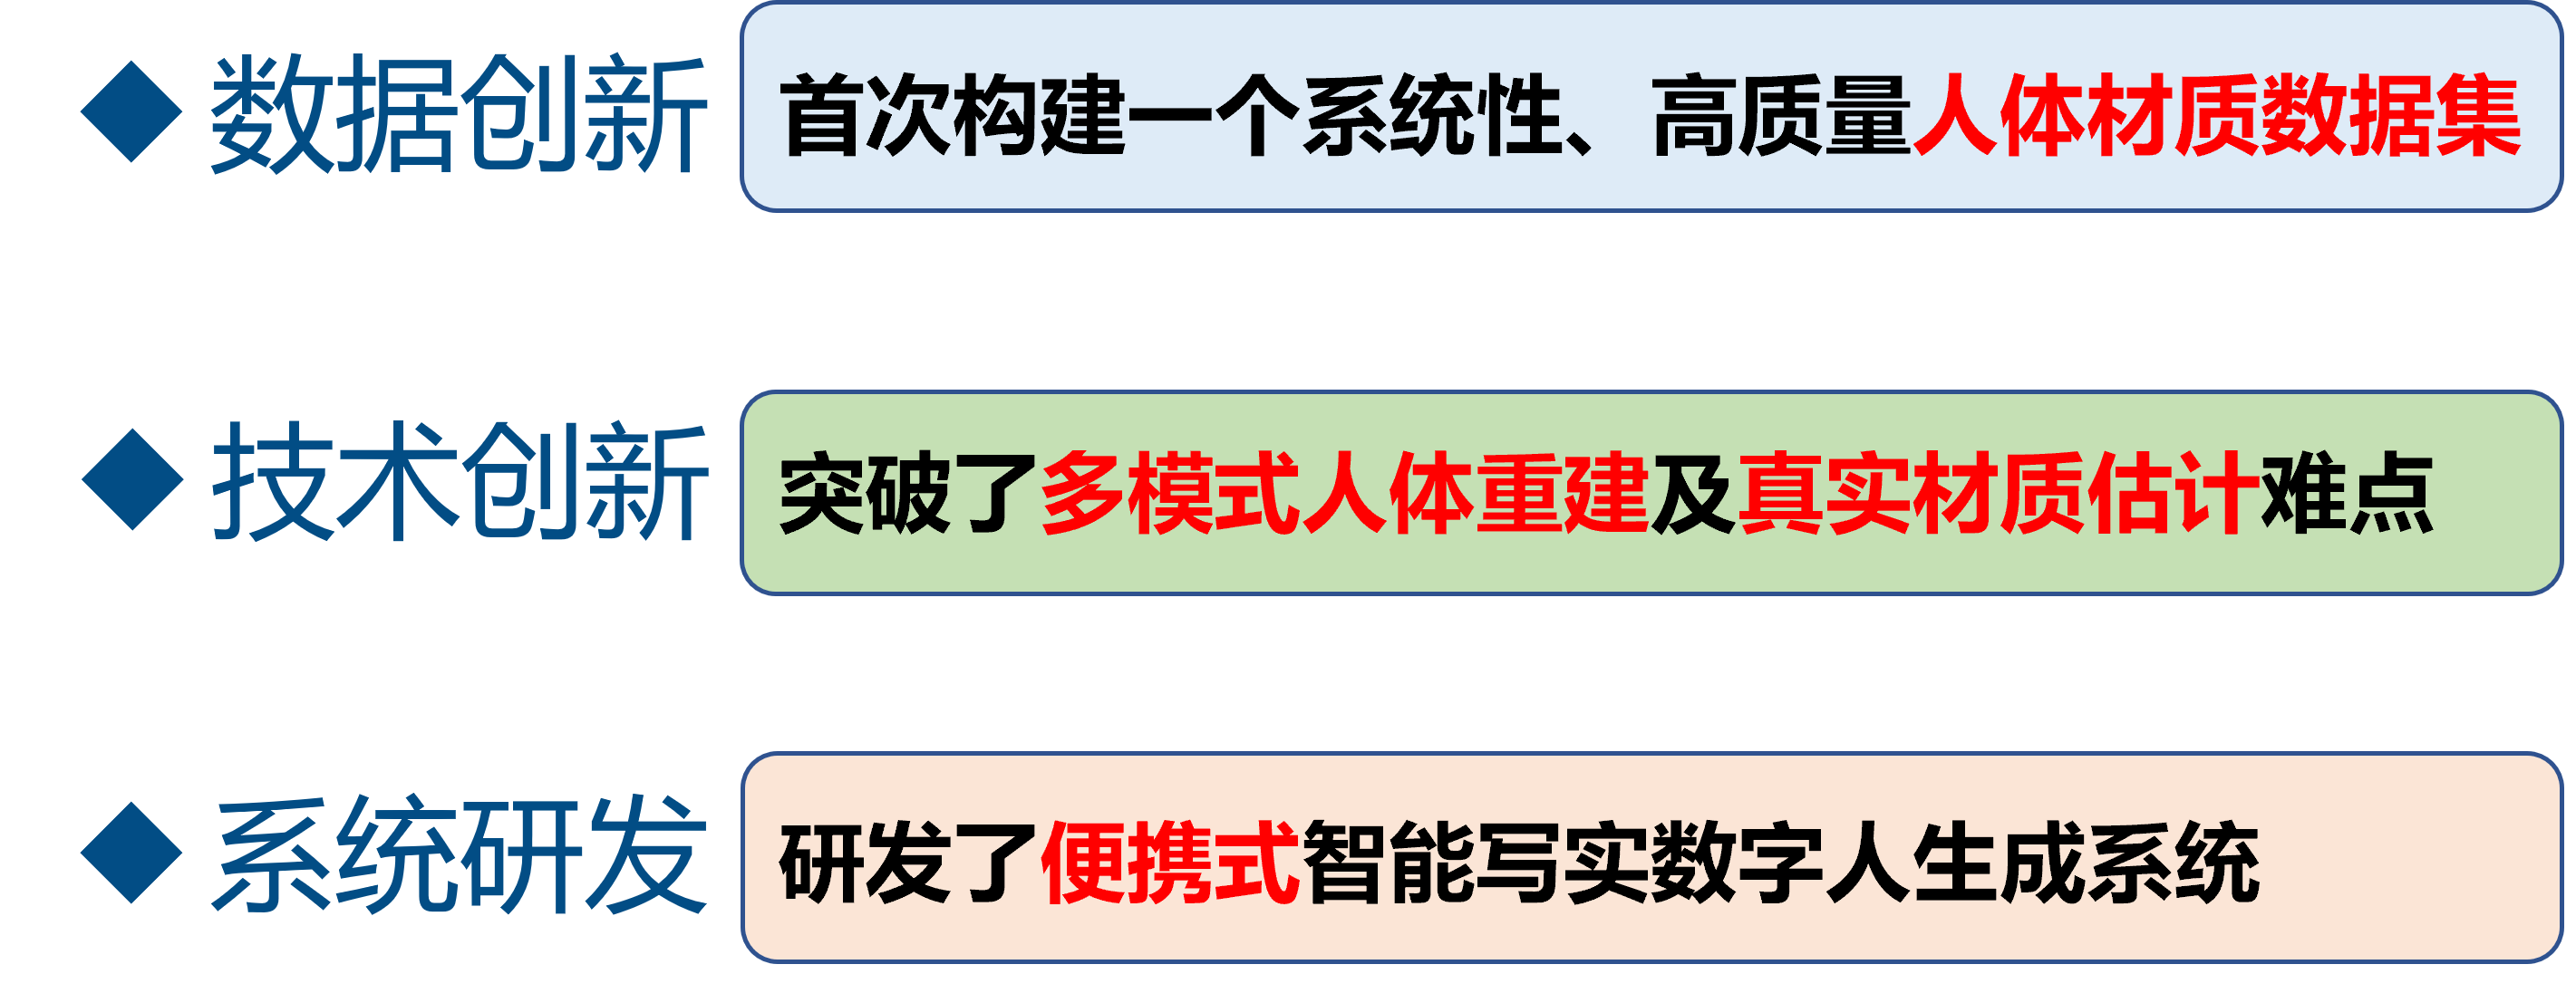 数据创新
首次构建一个系统性、高质量人体材质数据集
技术创新
突破了多模式人体重建及真实材质估计难点
系统研发
研发了便携式智能写实数字人生成系统